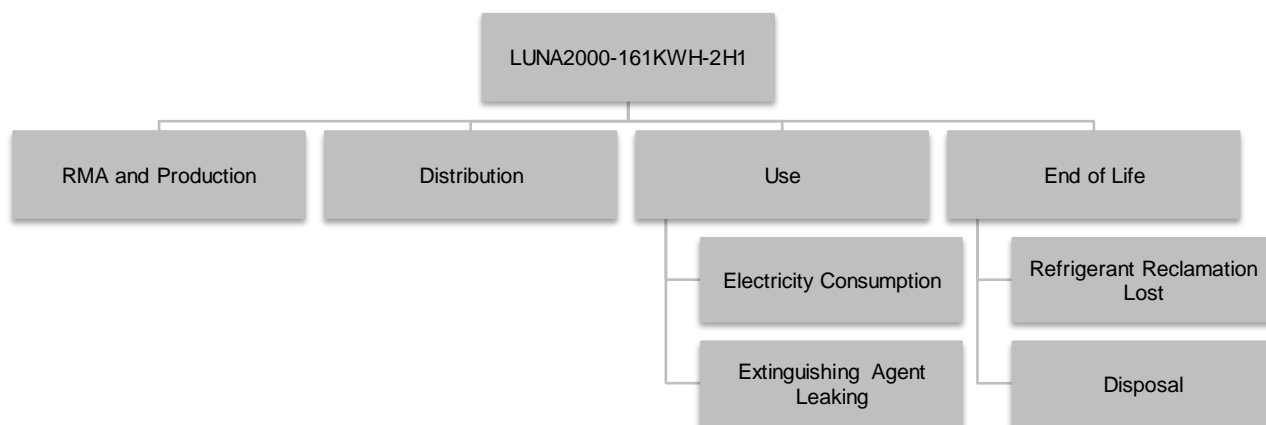 LUNA2000-161KWH-2H1
RMA and Production
Distribution
Use
End of Life
Electricity Consumption
Refrigerant Reclamation
Lost
Extinguishing Agent
Leaking
Disposal